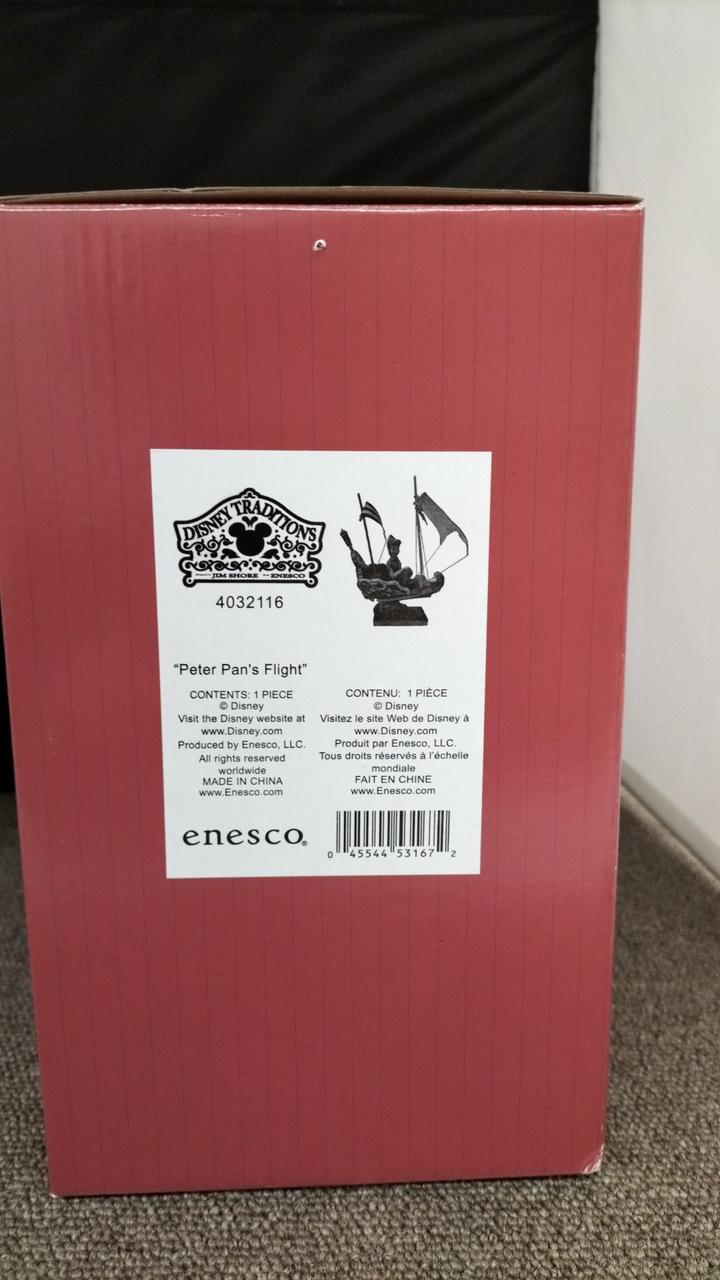 DISNEY TRADITIONS
JIM SHORE ENESCO
4032116
“Peter Pan's Flight”
CONTENTS: 1 PIECE
© Disney
Visit the Disney website at
www.Disney.com
Produced by Enesco, LLC.
All rights reserved
worldwide
MADE IN CHINA
www.Enesco.com
CONTENU: 1 PIÈCE
© Disney
Visitez le site Web de Disney à
www.Disney.com
Produit par Enesco, LLC.
Tous droits réservés à l'échelle
mondiale
FAIT EN CHINE
www.Enesco.com
enesco®
0 45544 53167 2